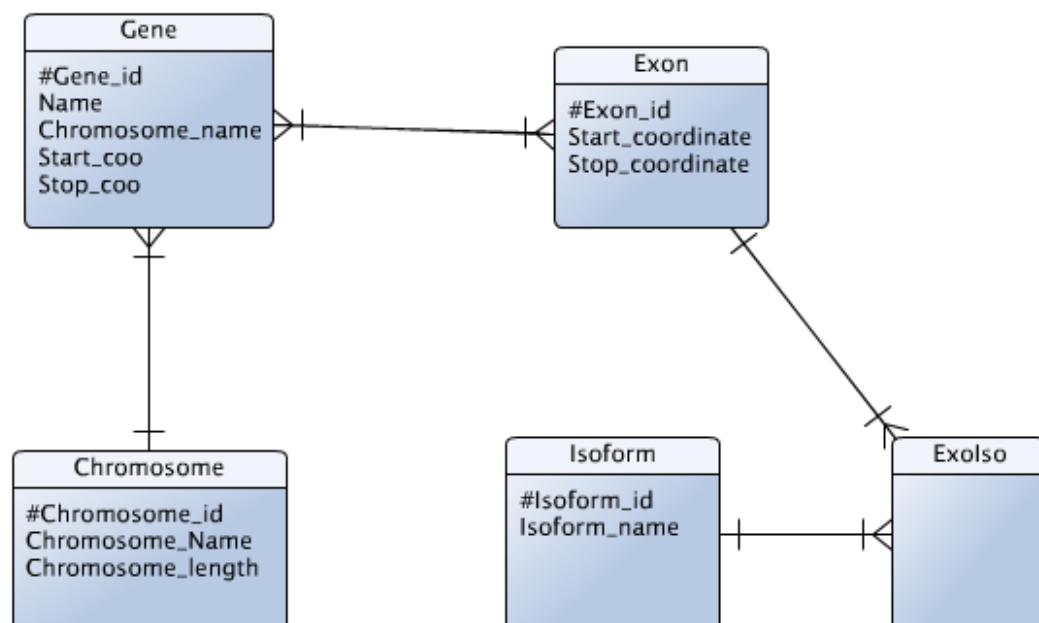 Gene
#Gene_id
Name
Chromosome_name
Start_coo
Stop_coo
Exon
#Exon_id
Start_coordinate
Stop_coordinate
Chromosome
#Chromosome_id
Chromosome_Name
Chromosome_length
Isoform
#Isoform_id
Isoform_name
ExoIso